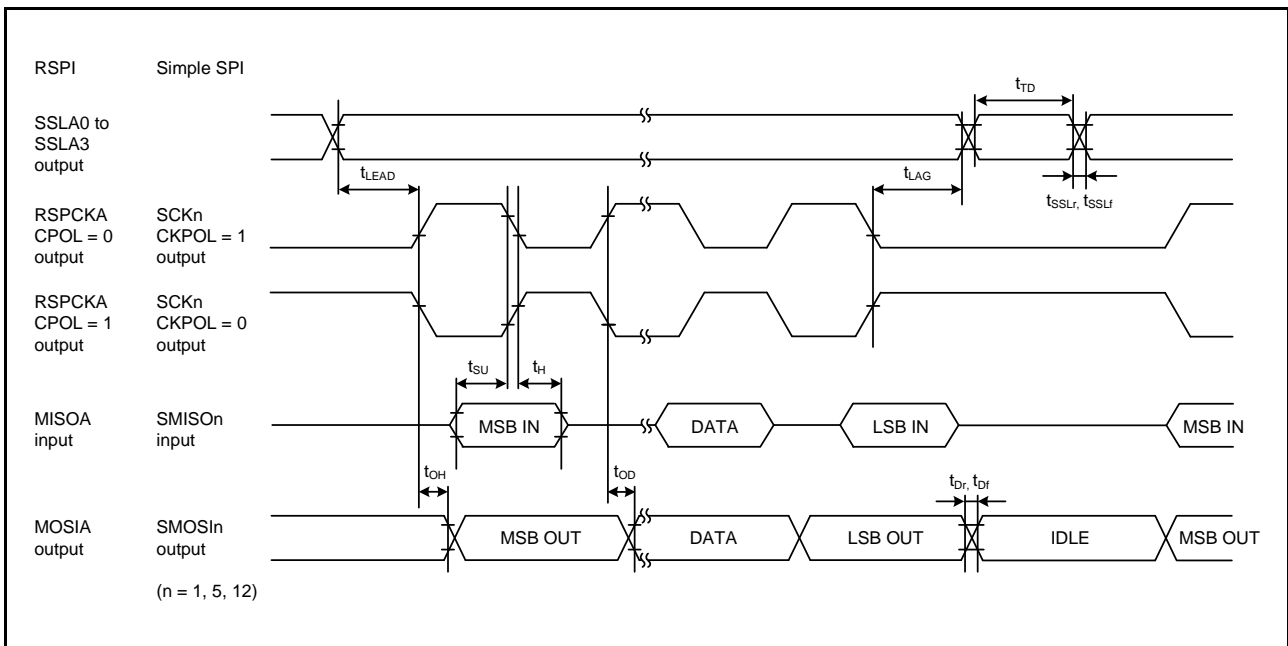 RSPI Simple SPI
tTD
SSLA0 to
SSLA3
output
tLEAD tLAG
tSSLr, tSSLf
RSPCKA SCKn
CPOL = 0 CKPOL = 1
output output
RSPCKA SCKn
CPOL = 1 CKPOL = 0
output output
tSU tH
MISOA SMISOn
input input
MSB IN DATA LSB IN MSB IN
tOH tOD tDr, tDf
MOSIA SMOSIn
output output
MSB OUT DATA LSB OUT IDLE MSB OUT
(n = 1, 5, 12)